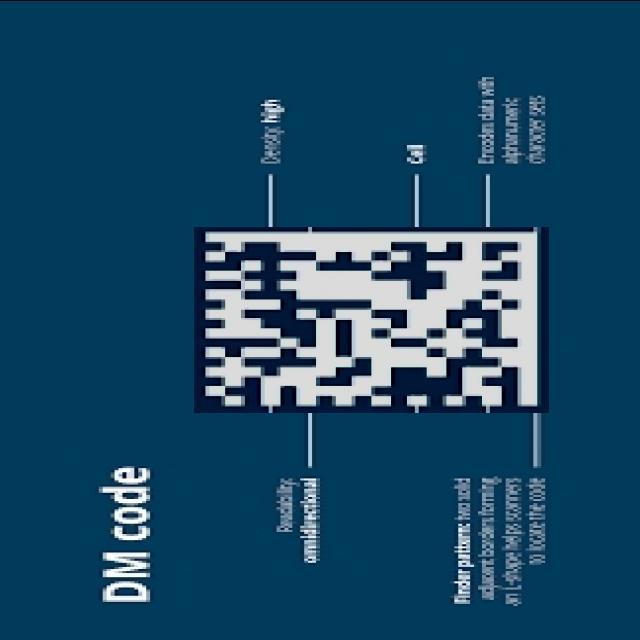 DM code
Readability:
omnidirectional
Finder pattern: two solid
adjacent borders forming
an L-shape helps scanners
to locate the code
Density: high
Cell
Encodes data with
alphanumeric
character sets